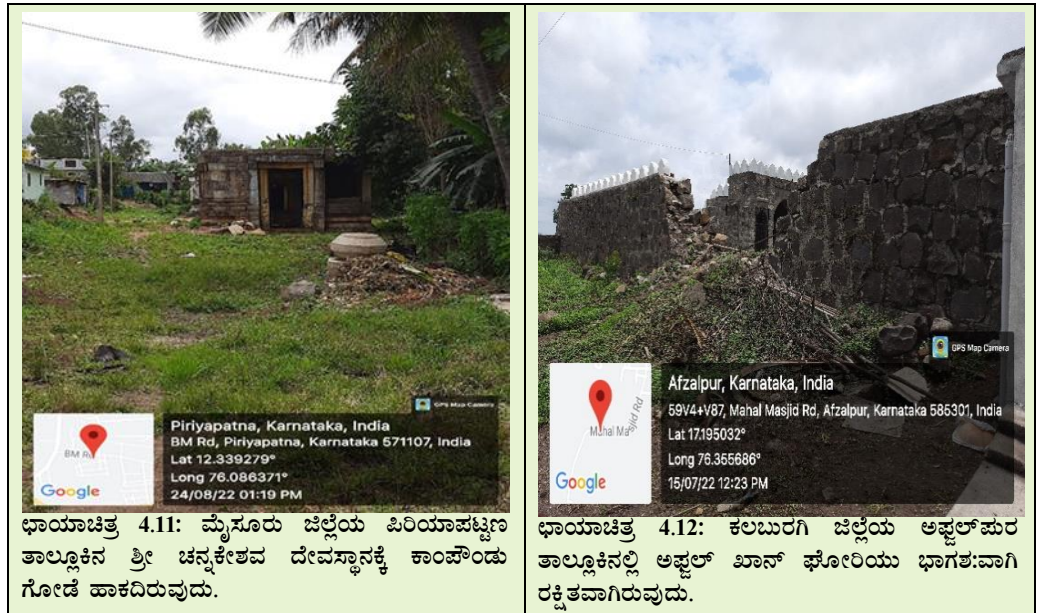 GPS Map Camera
Piriyapatna, Karnataka, India
BM Rd, Piriyapatna, Karnataka 571107, India
Lat 12.339279°
Long 76.086371°
24/08/22 01:19 PM
BM Rd
Google
ಛಾಯಾಚಿತ್ರ 4.11: ಮೈಸೂರು ಜಿಲ್ಲೆಯ ಪಿರಿಯಾಪಟ್ಟಣ
ತಾಲ್ಲೂಕಿನ ಶ್ರೀ ಚನ್ನಕೇಶವ ದೇವಸ್ಥಾನಕ್ಕೆ ಕಾಂಪೌಂಡು
ಗೋಡೆ ಹಾಕದಿರುವುದು.
GPS Map Camera
Afzalpur, Karnataka, India
59V4+V87, Mahal Masjid Rd, Afzalpur, Karnataka 585301, India
Lat 17.195032°
Long 76.355686°
15/07/22 12:23 PM
Mahal Masjid Rd
Google
ಛಾಯಾಚಿತ್ರ 4.12: ಕಲಬುರಗಿ ಜಿಲ್ಲೆಯ ಅಫ್ಜಲ್‌ಪುರ
ತಾಲ್ಲೂಕಿನಲ್ಲಿ ಅಫ್ಜಲ್ ಖಾನ್ ಘೋರಿಯು ಭಾಗಶ:ವಾಗಿ
ರಕ್ಷಿತವಾಗಿರುವುದು.